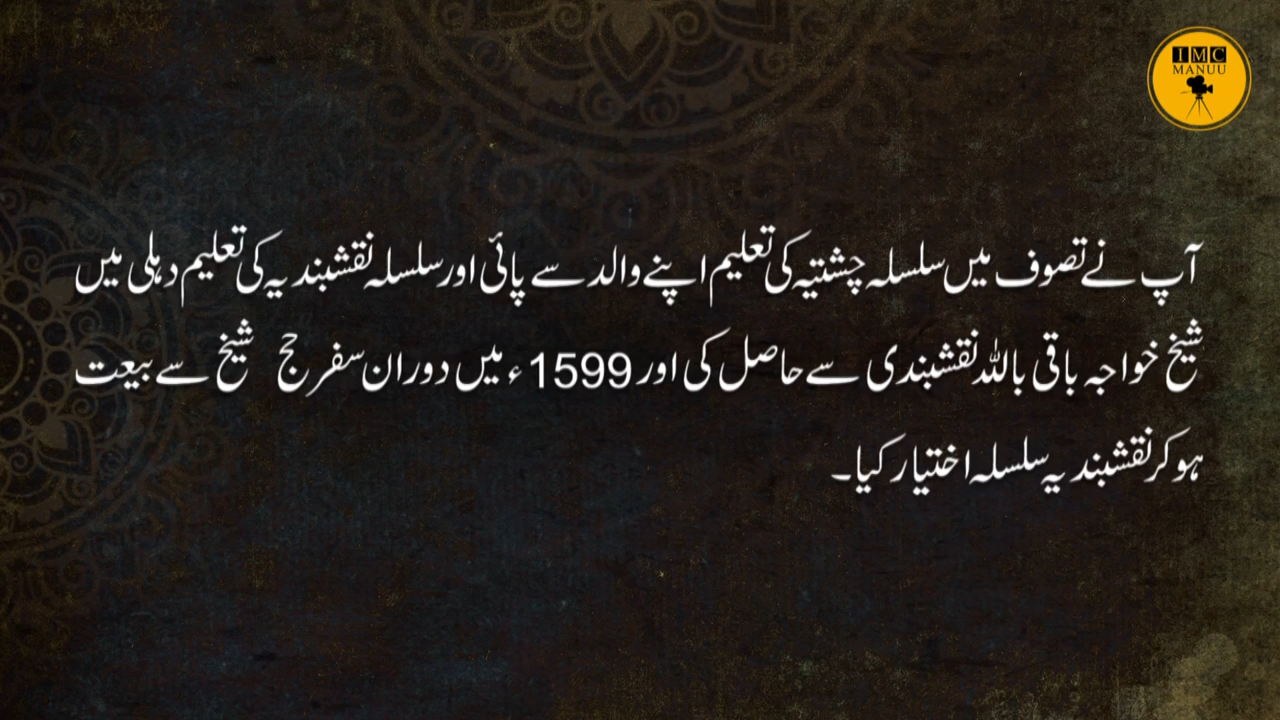 IMC
MANUU
آپ نے تصوف میں سلسلہ چشتیہ کی تعلیم اپنے والد سے پائی اور سلسلہ نقشبندیہ کی تعلیم دہلی میں
شیخ خواجہ باقی باللہ نقشبندی سے حاصل کی اور 1599ء میں دوران سفر حج شیخ سے بیعت
ہو کر نقشبندیہ سلسلہ اختیار کیا۔